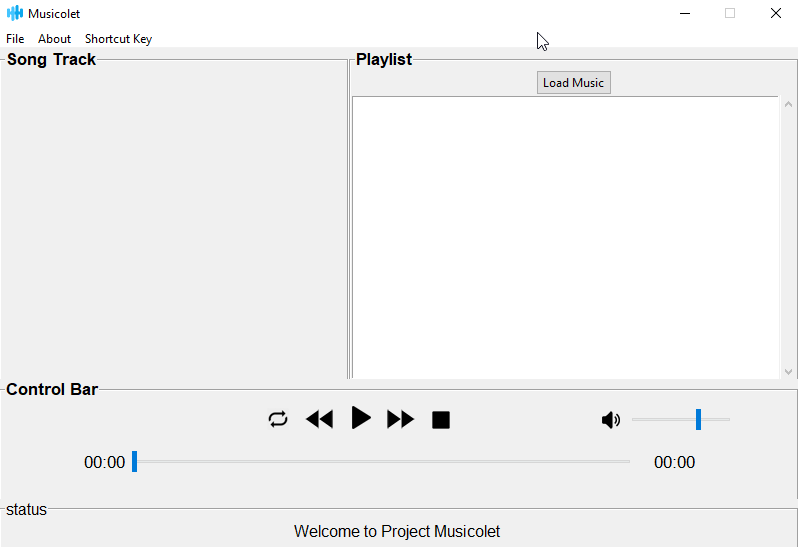 Musicolet
File About Shortcut Key
Song Track
Playlist
Load Music
Control Bar
00:00
00:00
status
Welcome to Project Musicolet